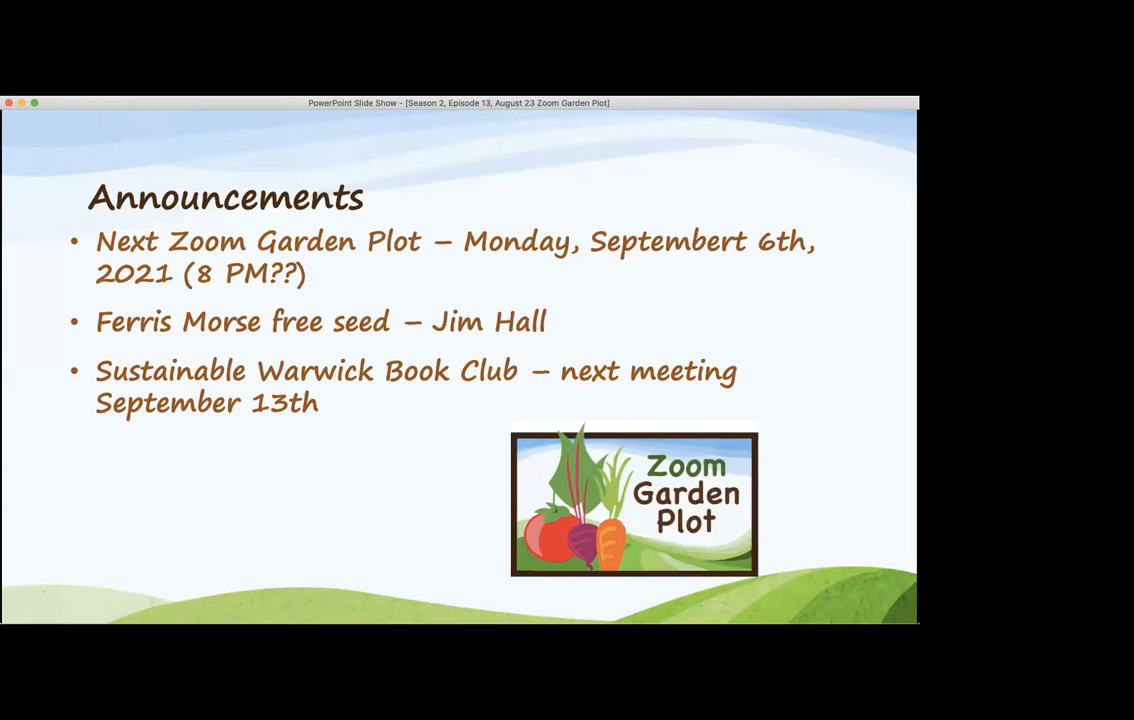 PowerPoint Slide Show - [Season 2, Episode 13, August 23 Zoom Garden Plot]
Announcements
• Next Zoom Garden Plot – Monday, Septembert 6th,
2021 (8 PM??)
• Ferris Morse free seed – Jim Hall
• Sustainable Warwick Book Club – next meeting
September 13th
Zoom
Garden
Plot